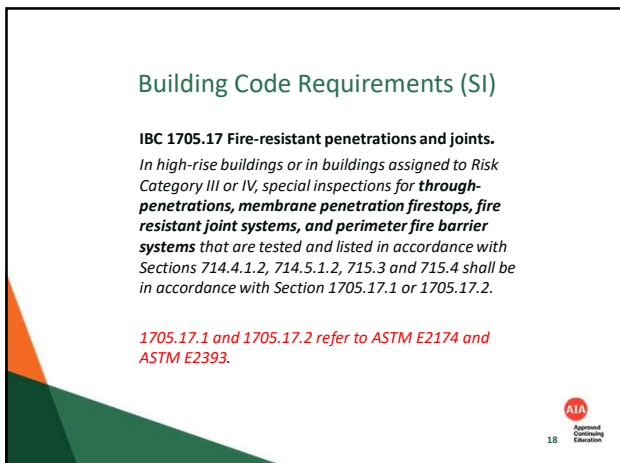 Building Code Requirements (SI)
IBC 1705.17 Fire-resistant penetrations and joints.
In high-rise buildings or in buildings assigned to Risk
Category III or IV, special inspections for through-
penetrations, membrane penetration firestops, fire
resistant joint systems, and perimeter fire barrier
systems that are tested and listed in accordance with
Sections 714.4.1.2, 714.5.1.2, 715.3 and 715.4 shall be
in accordance with Section 1705.17.1 or 1705.17.2.
1705.17.1 and 1705.17.2 refer to ASTM E2174 and
ASTM E2393.
AIA
Approved
Continuing
Education
18